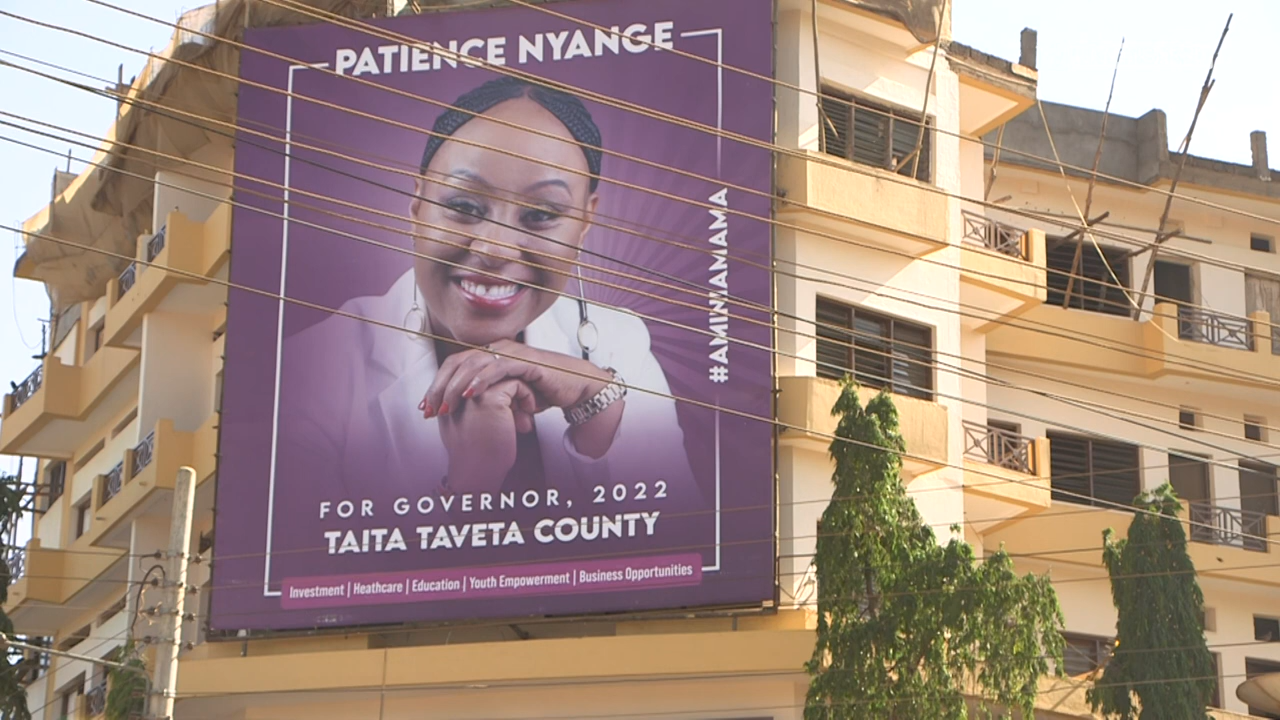 PATIENCE NYANGE
#AMINIAMAMA
FOR GOVERNOR, 2022
TAITA TAVETA COUNTY
Investment | Heathcare | Education | Youth Empowerment | Business Opportunities